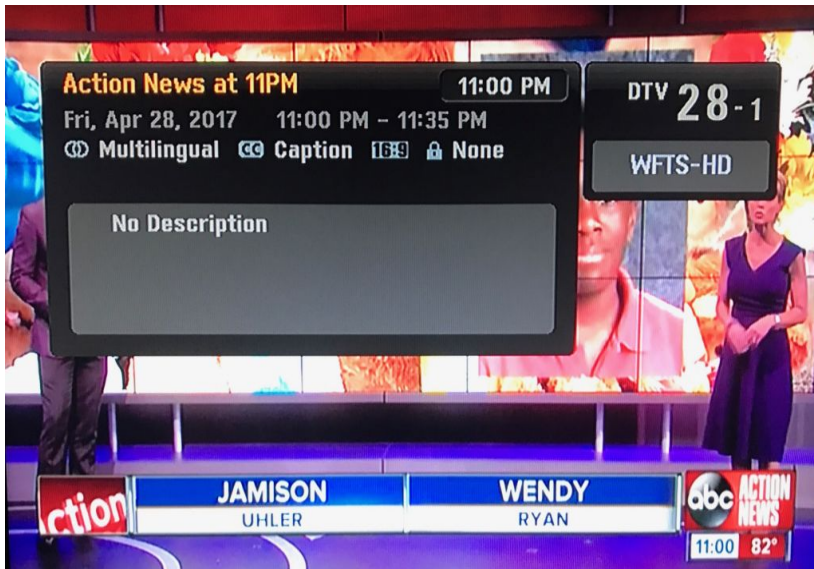 Action News at 11PM
11:00 PM
Fri, Apr 28, 2017 11:00 PM - 11:35 PM
Multilingual CC Caption 16:9 None
No Description
DTV 28-1
WFTS-HD
ction
JAMISON
UHLER
WENDY
RYAN
abc ACTION NEWS
11:00 82°